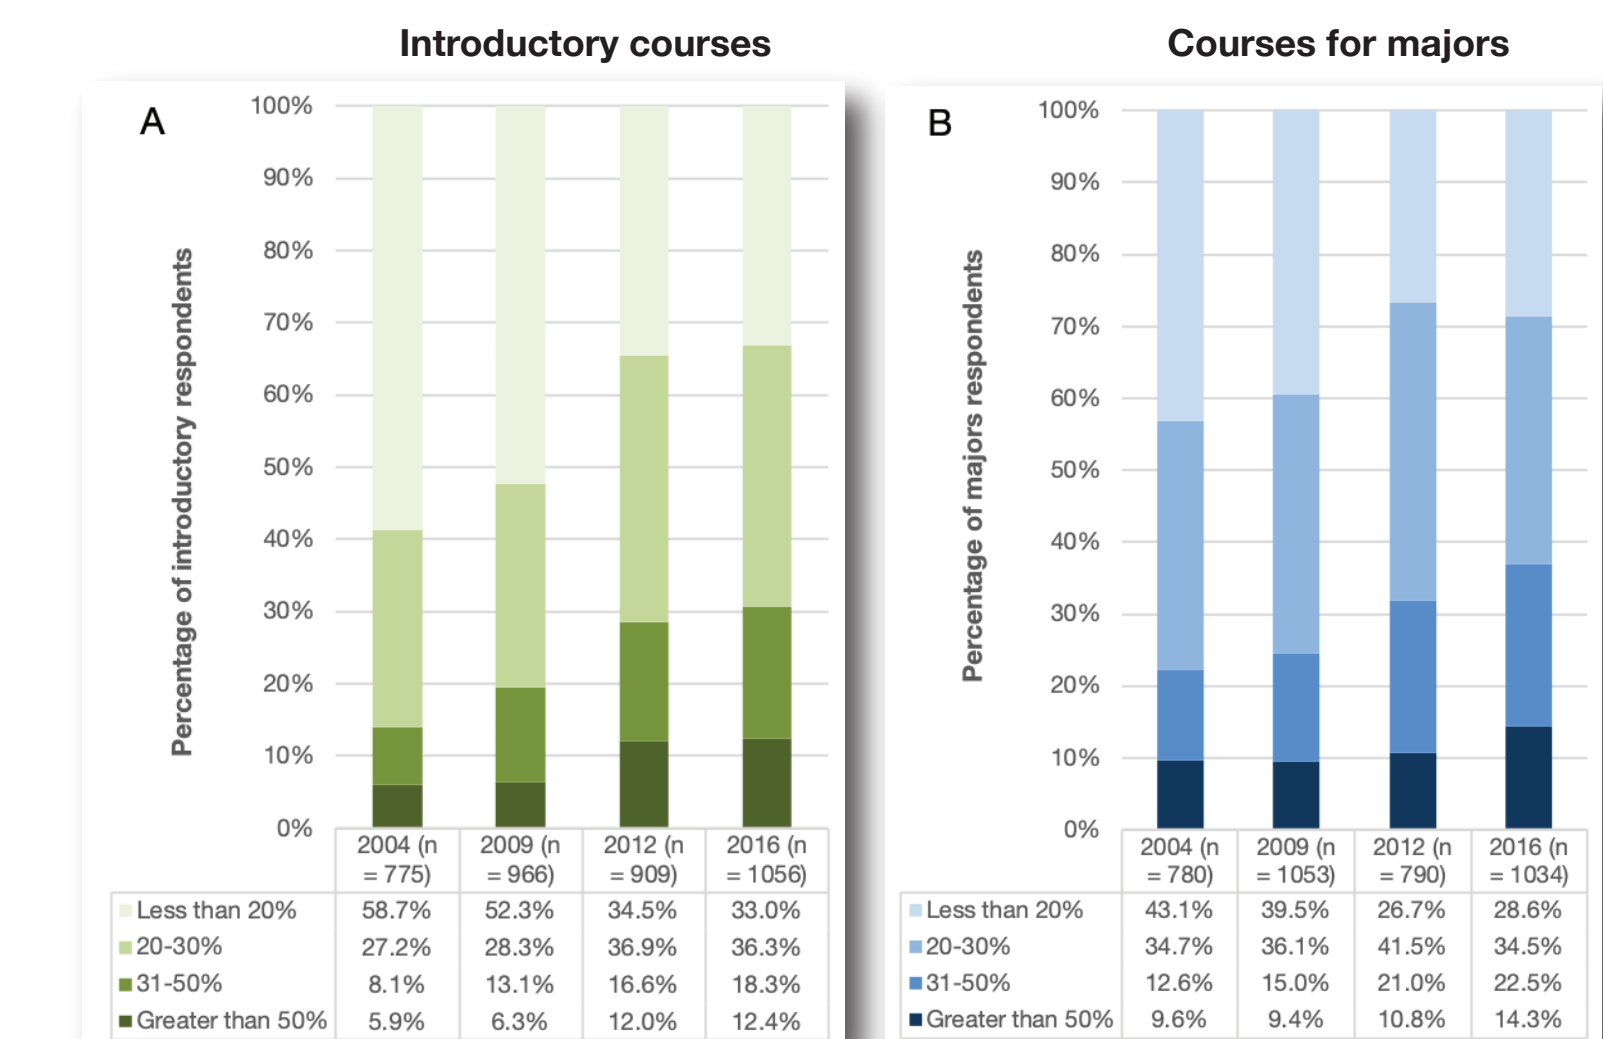 Introductory courses
A
100%
90%
80%
70%
60%
50%
40%
30%
20%
10%
0%
Percentage of introductory respondents
2004 (n = 775) 2009 (n = 966) 2012 (n = 909) 2016 (n = 1056)
Less than 20% 58.7% 52.3% 34.5% 33.0%
20-30% 27.2% 28.3% 36.9% 36.3%
31-50% 8.1% 13.1% 16.6% 18.3%
Greater than 50% 5.9% 6.3% 12.0% 12.4%
Courses for majors
B
100%
90%
80%
70%
60%
50%
40%
30%
20%
10%
0%
Percentage of majors respondents
2004 (n = 780) 2009 (n = 1053) 2012 (n = 790) 2016 (n = 1034)
Less than 20% 43.1% 39.5% 26.7% 28.6%
20-30% 34.7% 36.1% 41.5% 34.5%
31-50% 12.6% 15.0% 21.0% 22.5%
Greater than 50% 9.6% 9.4% 10.8% 14.3%